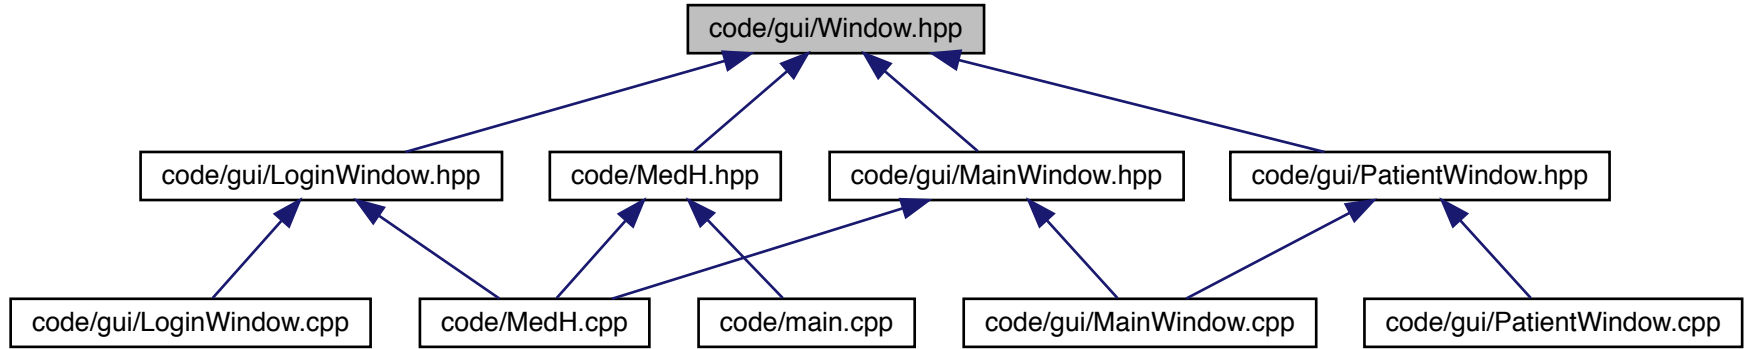 code/gui/Window.hpp
code/gui/LoginWindow.hpp
code/MedH.hpp
code/gui/MainWindow.hpp
code/gui/PatientWindow.hpp
code/gui/LoginWindow.cpp
code/MedH.cpp
code/main.cpp
code/gui/MainWindow.cpp
code/gui/PatientWindow.cpp